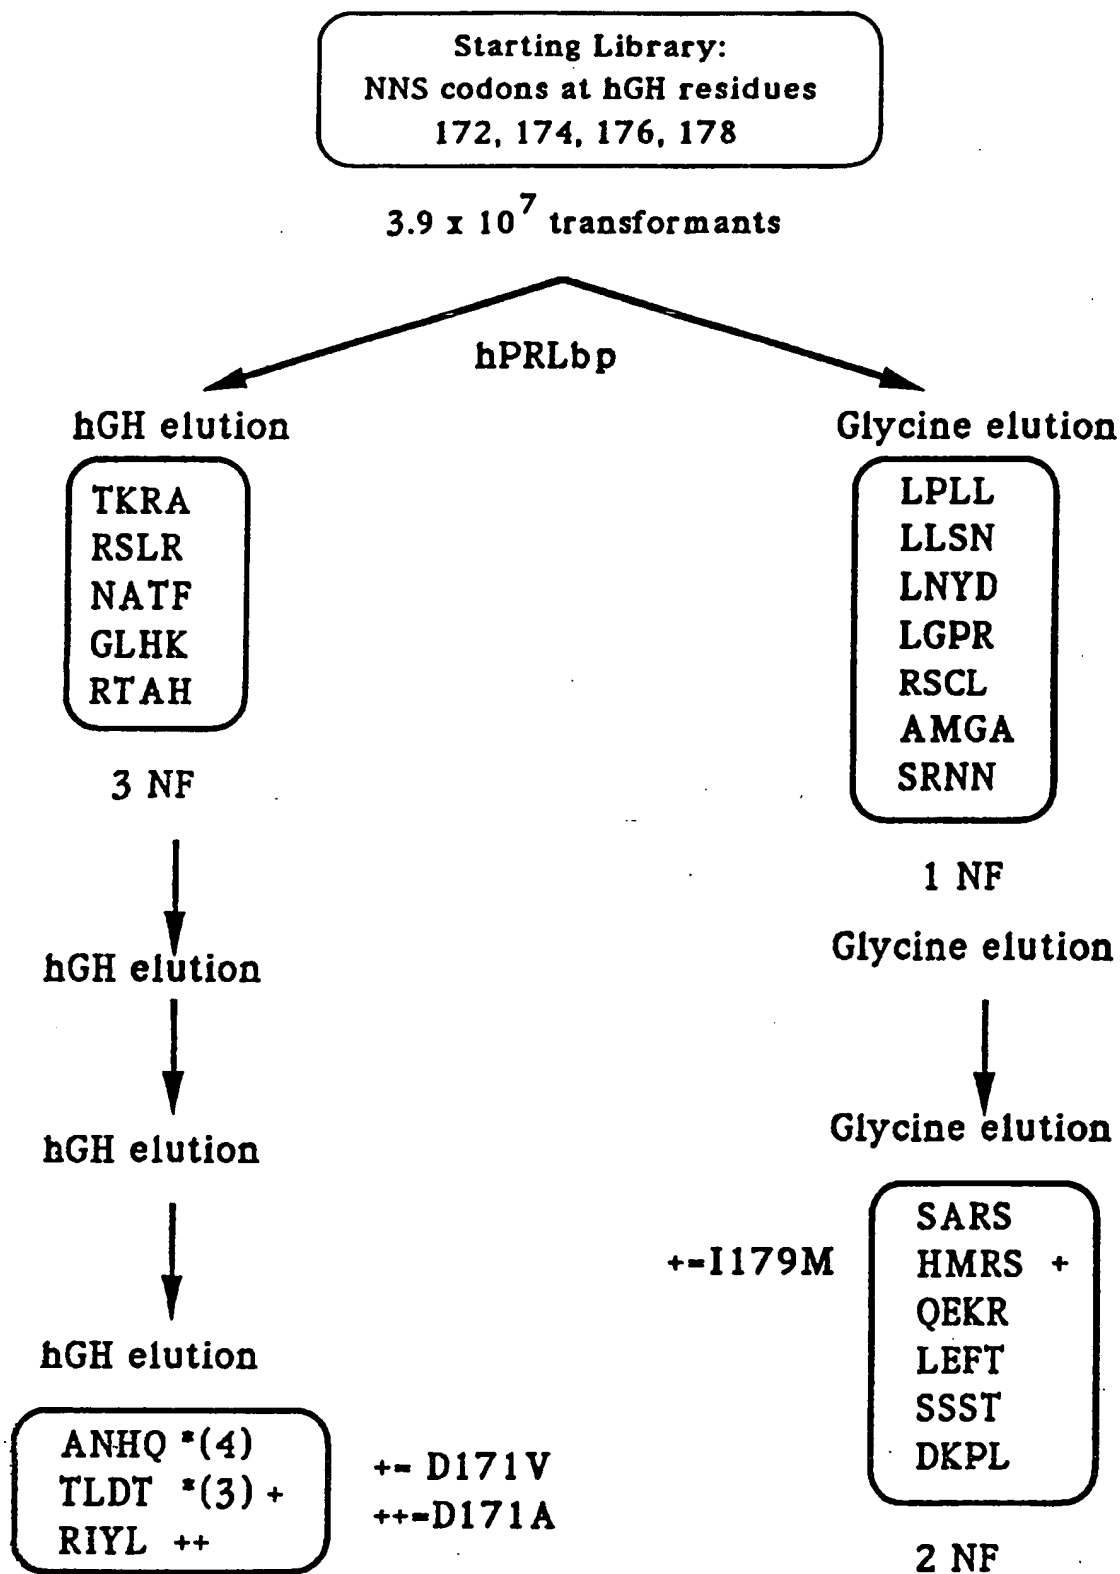 Starting Library:
NNS codons at hGH residues
172, 174, 176, 178
3.9 x 10^7 transformants
hPRLbp
hGH elution
TKRA
RSLR
NATF
GLHK
RTAH
3 NF
hGH elution
hGH elution
hGH elution
ANHQ *(4)
TLDT *(3) +
RIYL ++
+= D171V
++=D171A
Glycine elution
LPLL
LLSN
LNYD
LGPR
RSCL
AMGA
SRNN
1 NF
Glycine elution
Glycine elution
+=I179M
SARS
HMRS +
QEKR
LEFT
SSST
DKPL
2 NF